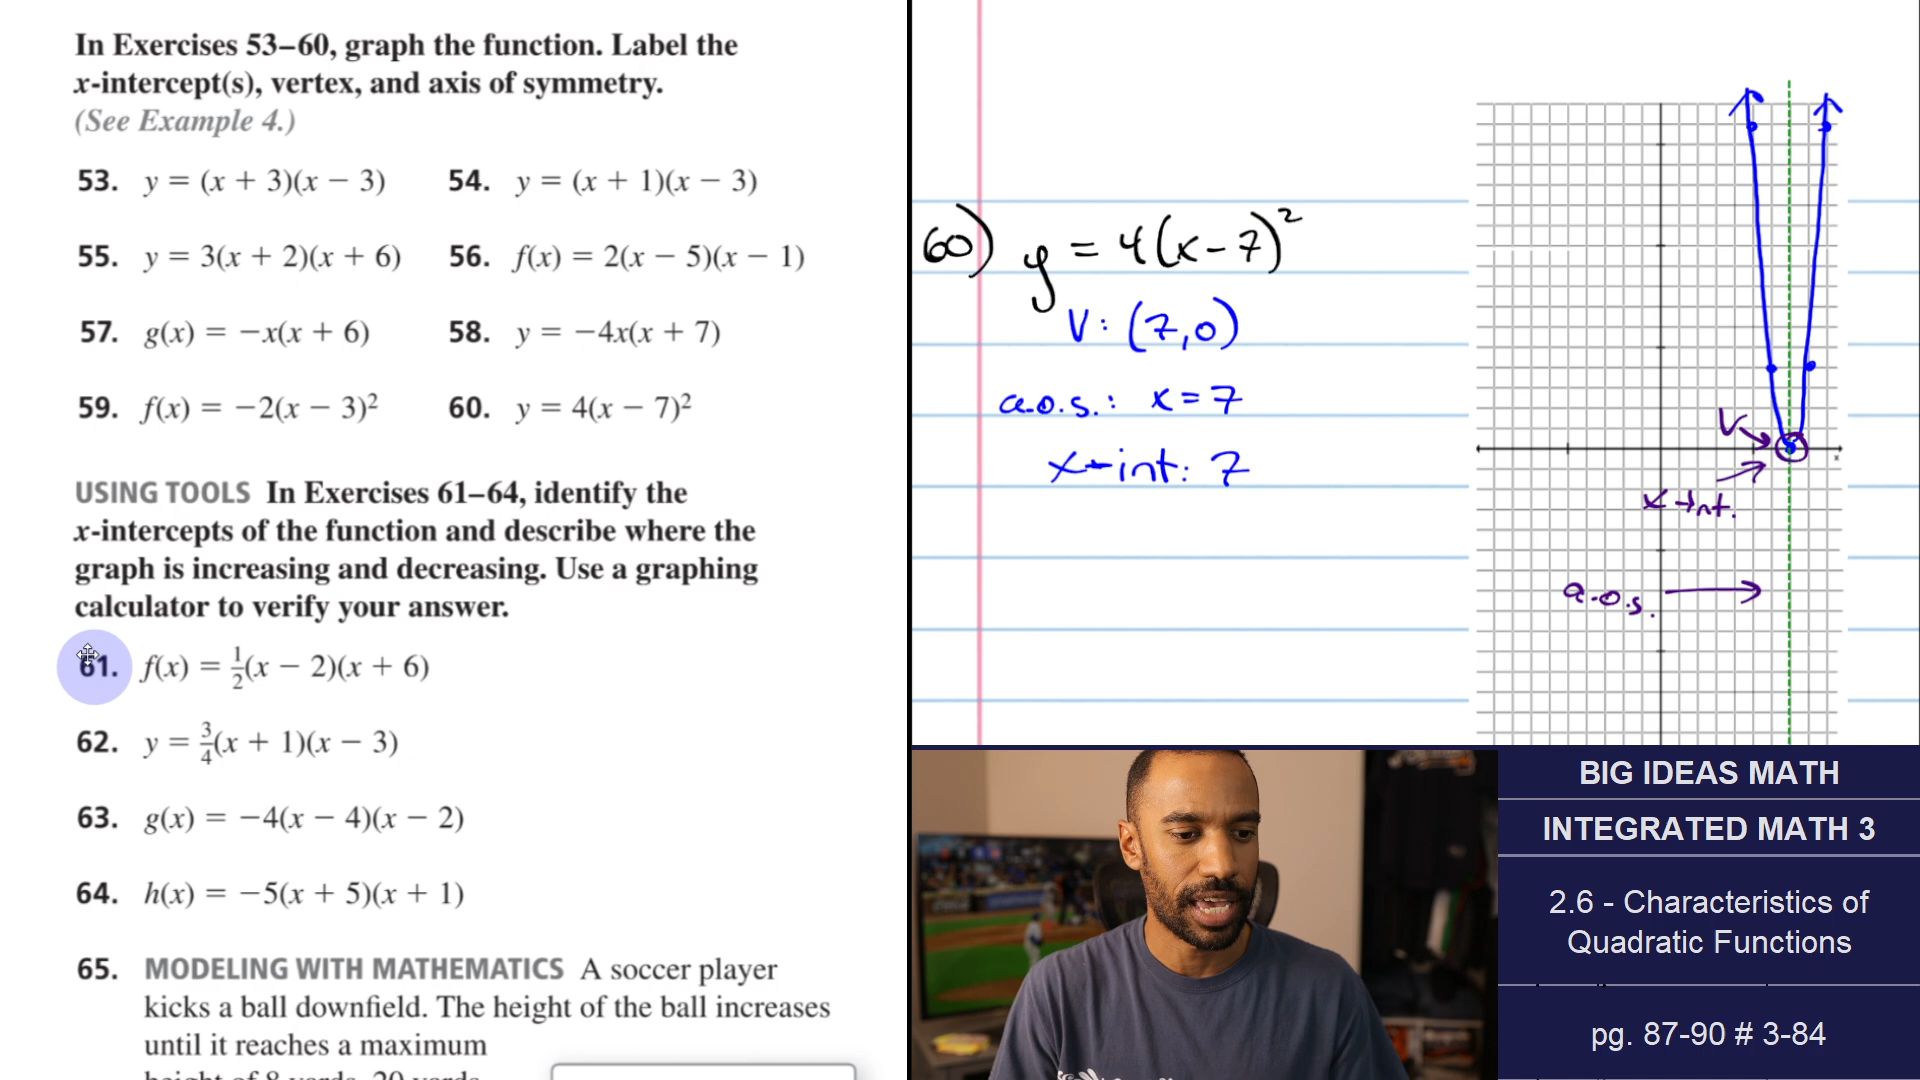 In Exercises 53–60, graph the function. Label the
x-intercept(s), vertex, and axis of symmetry.
(See Example 4.)
53. y = (x + 3)(x − 3)
54. y = (x + 1)(x − 3)
55. y = 3(x + 2)(x + 6)
56. f(x) = 2(x − 5)(x − 1)
57. g(x) = −x(x + 6)
58. y = −4x(x + 7)
59. f(x) = −2(x − 3)²
60. y = 4(x − 7)²
USING TOOLS In Exercises 61–64, identify the
x-intercepts of the function and describe where the
graph is increasing and decreasing. Use a graphing
calculator to verify your answer.
61. f(x) = ½(x − 2)(x + 6)
62. y = ¾(x + 1)(x − 3)
63. g(x) = −4(x − 4)(x − 2)
64. h(x) = −5(x + 5)(x + 1)
65. MODELING WITH MATHEMATICS A soccer player
kicks a ball downfield. The height of the ball increases
until it reaches a maximum
height of 8 yards, 20 yards
60) y = 4(x-7)²
V: (7,0)
a.o.s.: x = 7
x-int: 7
V
x-int.
a.o.s.
x
BIG IDEAS MATH
INTEGRATED MATH 3
2.6 - Characteristics of
Quadratic Functions
pg. 87-90 # 3-84